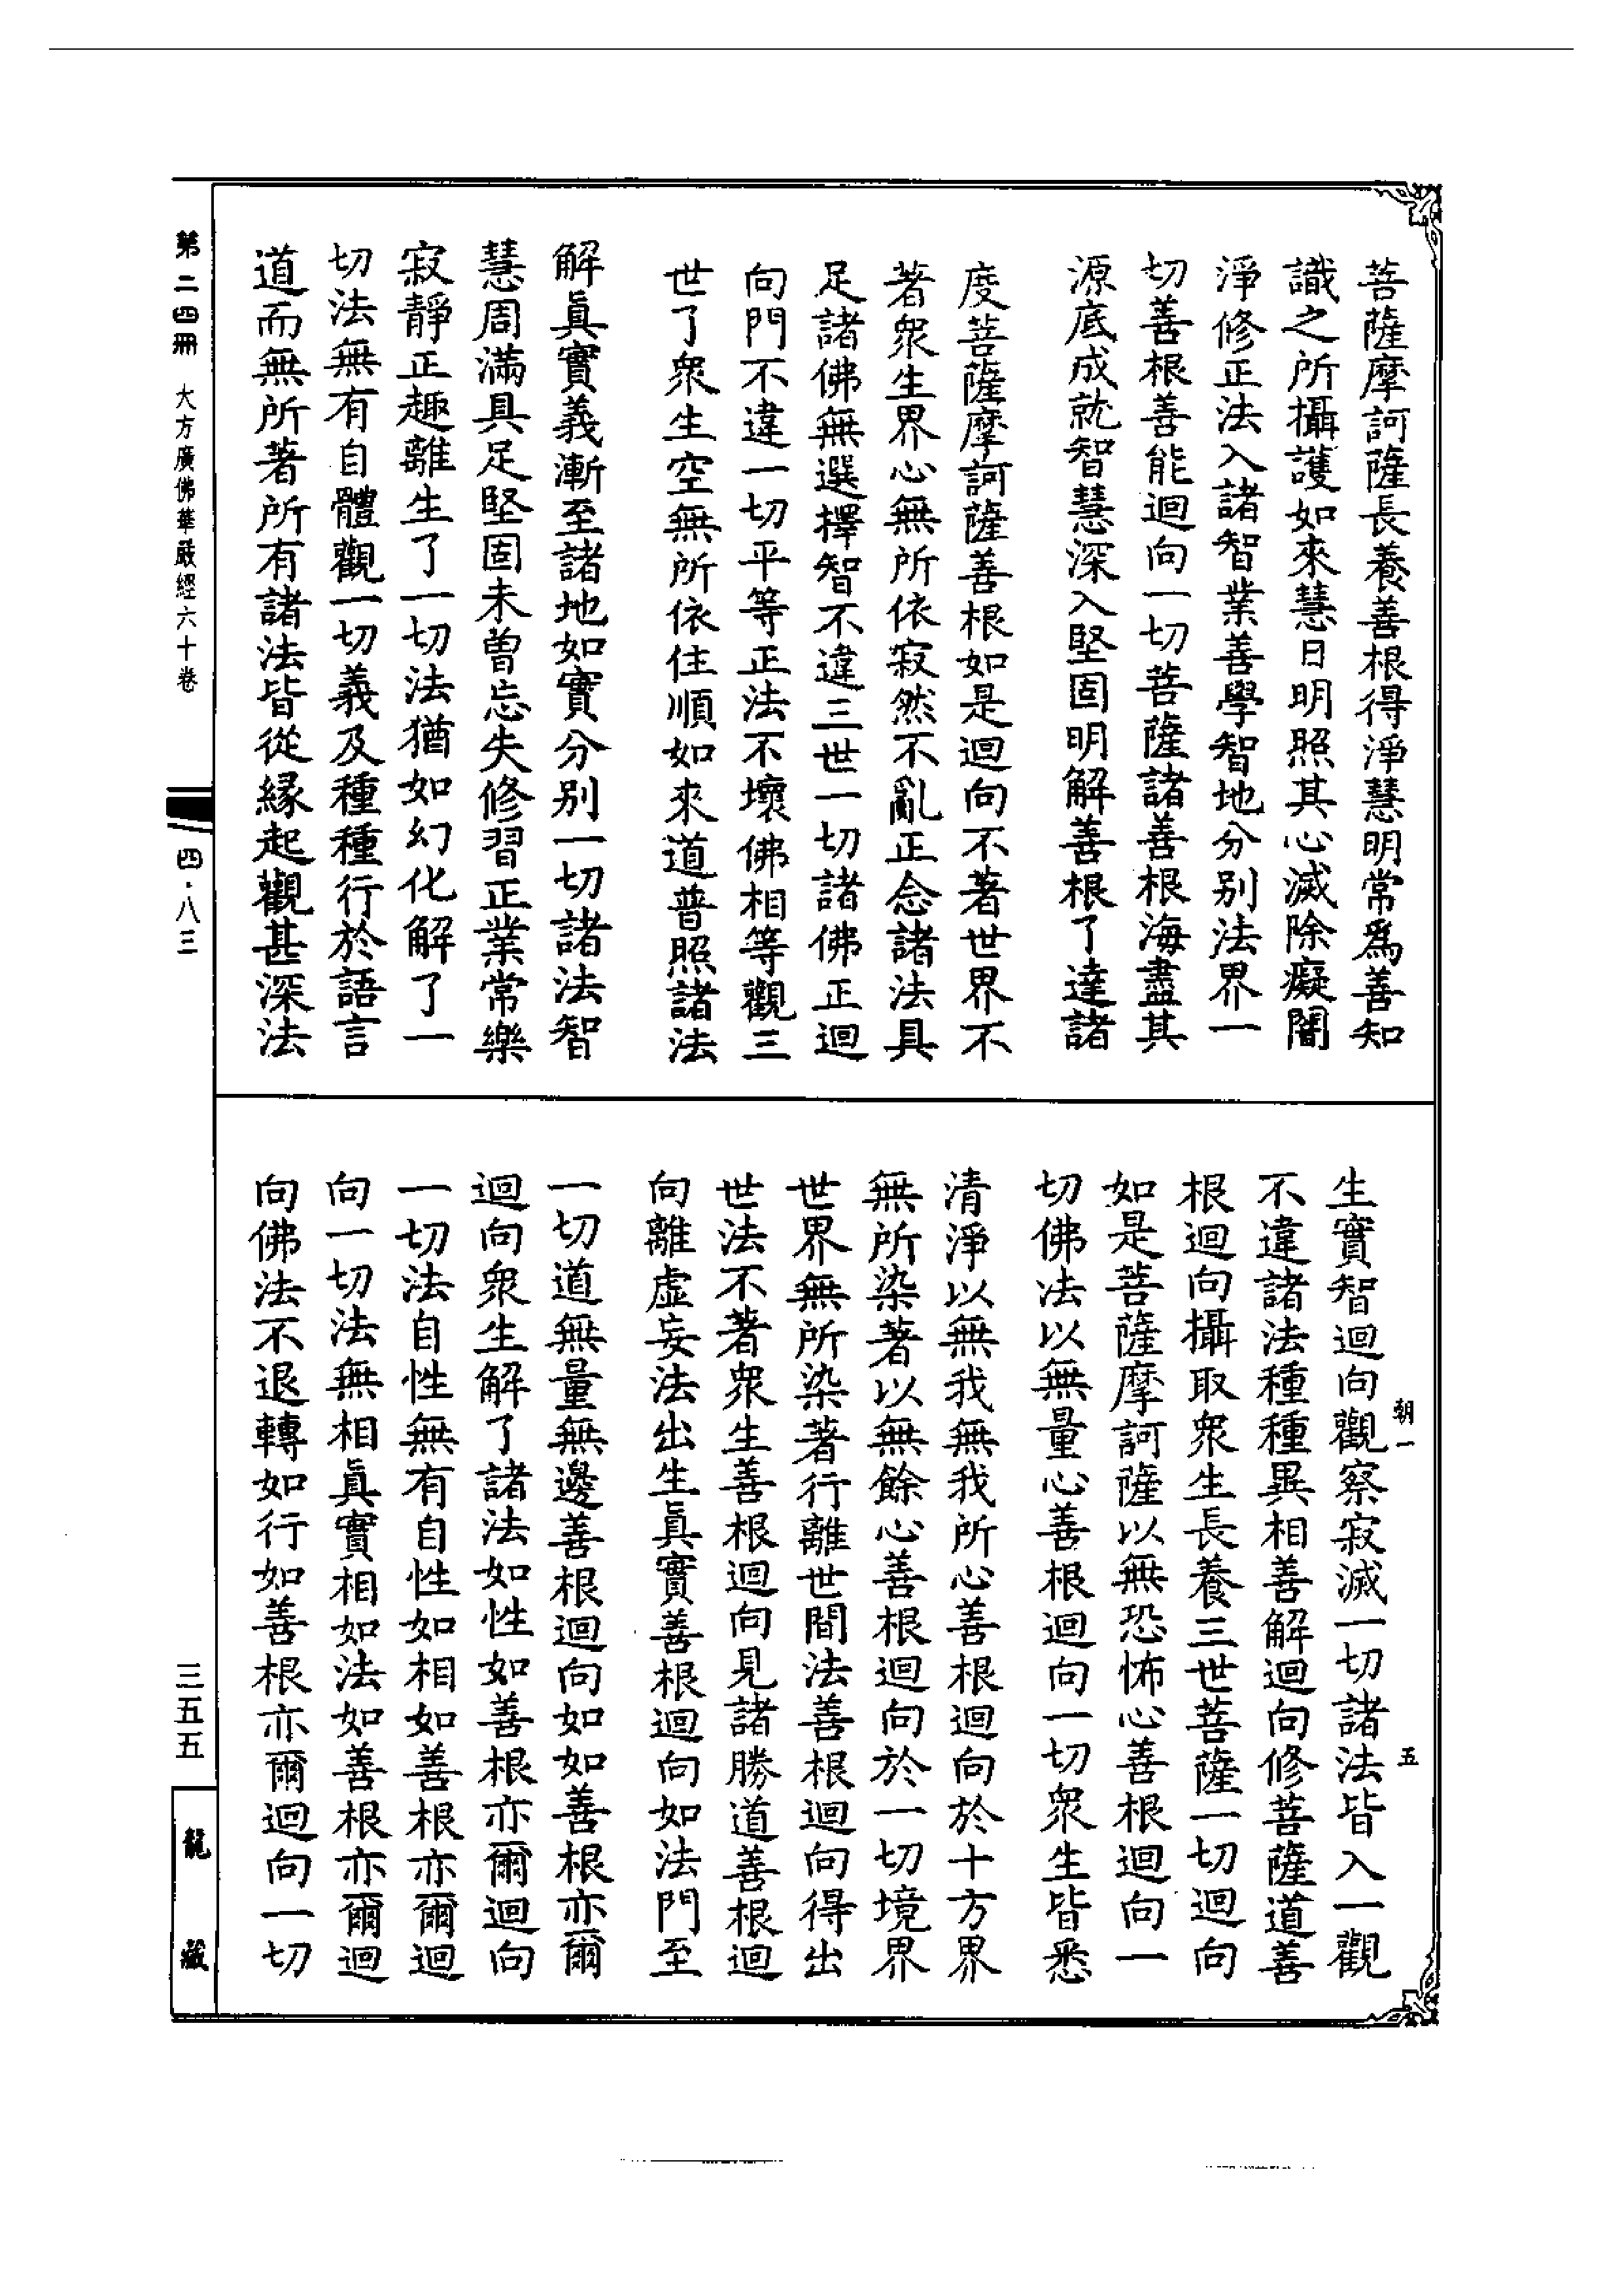 菩薩摩訶薩長養善根得淨慧明常爲善知
識之所攝護如來慧日明照其心滅除癡闇
淨修正法入諸智業善學智地分别法界一
切善根善能迴向一切菩薩諸善根海盡其
源底成就智慧深入堅固明解善根了達諸
度菩薩摩訶薩善根如是迴向不著世界不
著衆生界心無所依寂然不亂正念諸法具
足諸佛無選擇智不違三世一切諸佛正迴
向門不違一切平等正法不壞佛相等觀三
世了衆生空無所依住順如來道普照諸法
解眞實義漸至諸地如實分别一切諸法智
慧周滿具足堅固未曽忘失修習正業常樂
寂靜正趣離生了一切法猶如幻化解了一
切法無有自體觀一切義及種種行於語言
道而無所著所有諸法皆從緣起觀甚深法
生實智迴向觀察寂滅一切諸法皆入一觀
不違諸法種種異相善解迴向修菩薩道善
根迴向攝取衆生長養三世菩薩一切迴向
如是菩薩摩訶薩以無恐怖心善根迴向一
切佛法以無量心善根迴向一切衆生皆悉
清淨以無我無我所心善根迴向於十方界
無所染著以無餘心善根迴向於一切境界
世界無所染著行離世間法善根迴向得出
世法不著衆生善根迴向見諸勝道善根迴
向離虛妄法出生眞實善根迴向如法門至
一切道無量無邊善根迴向如如善根亦爾
迴向衆生解了諸法如性如善根亦爾迴向
一切法自性無有自性如相如善根亦爾迴
向一切法無相眞實相如法如善根亦爾迴
向佛法不退轉如行如善根亦爾迴向一切
朝一
五
第二四冊
大方廣佛華嚴經六十卷
四·八三
三五五
龍藏